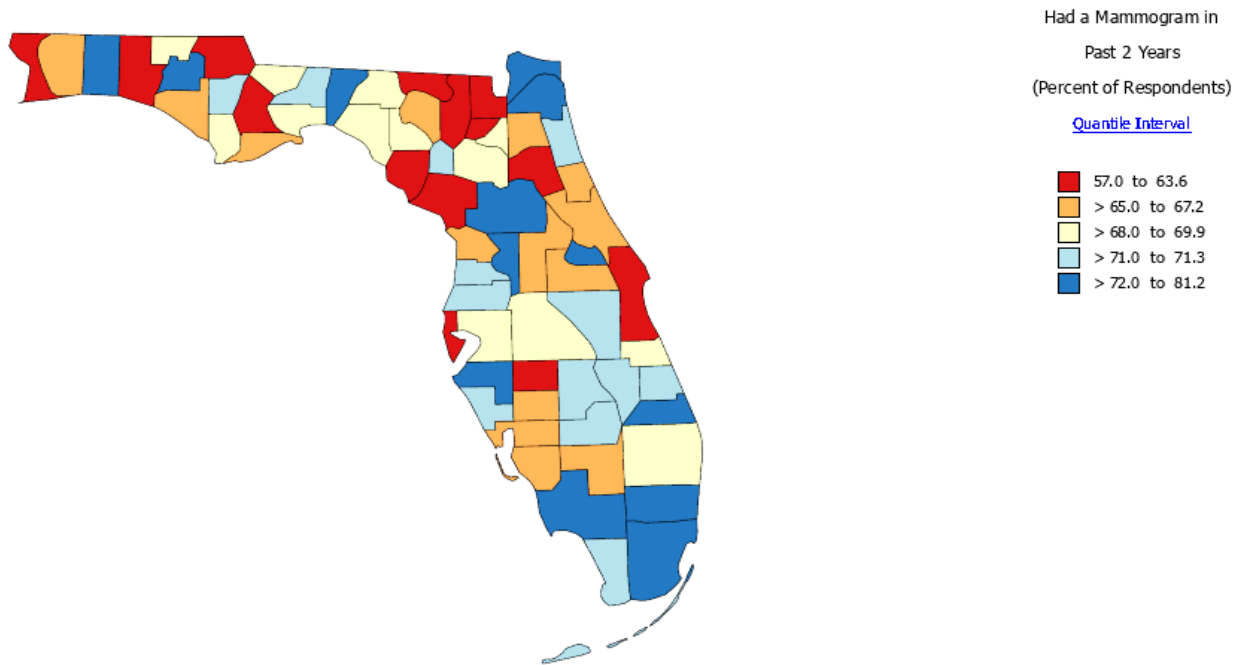 Had a Mammogram in
Past 2 Years
(Percent of Respondents)
Quantile Interval
57.0 to 63.6
> 65.0 to 67.2
> 68.0 to 69.9
> 71.0 to 71.3
> 72.0 to 81.2